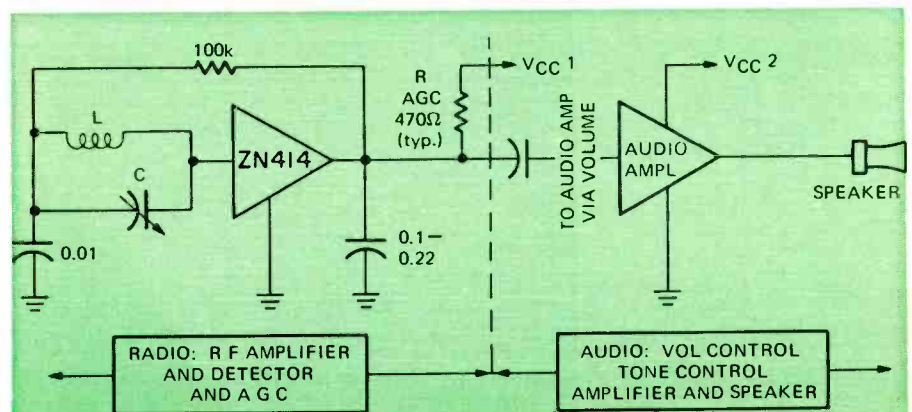 100k
L
C
0.01
ZN414
R
AGC
470Ω
(typ.)
VCC 1
0.1–
0.22
TO AUDIO AMP
VIA VOLUME
VCC 2
AUDIO
AMPL
SPEAKER
RADIO: R F AMPLIFIER
AND DETECTOR
AND A G C
AUDIO: VOL CONTROL
TONE CONTROL
AMPLIFIER AND SPEAKER